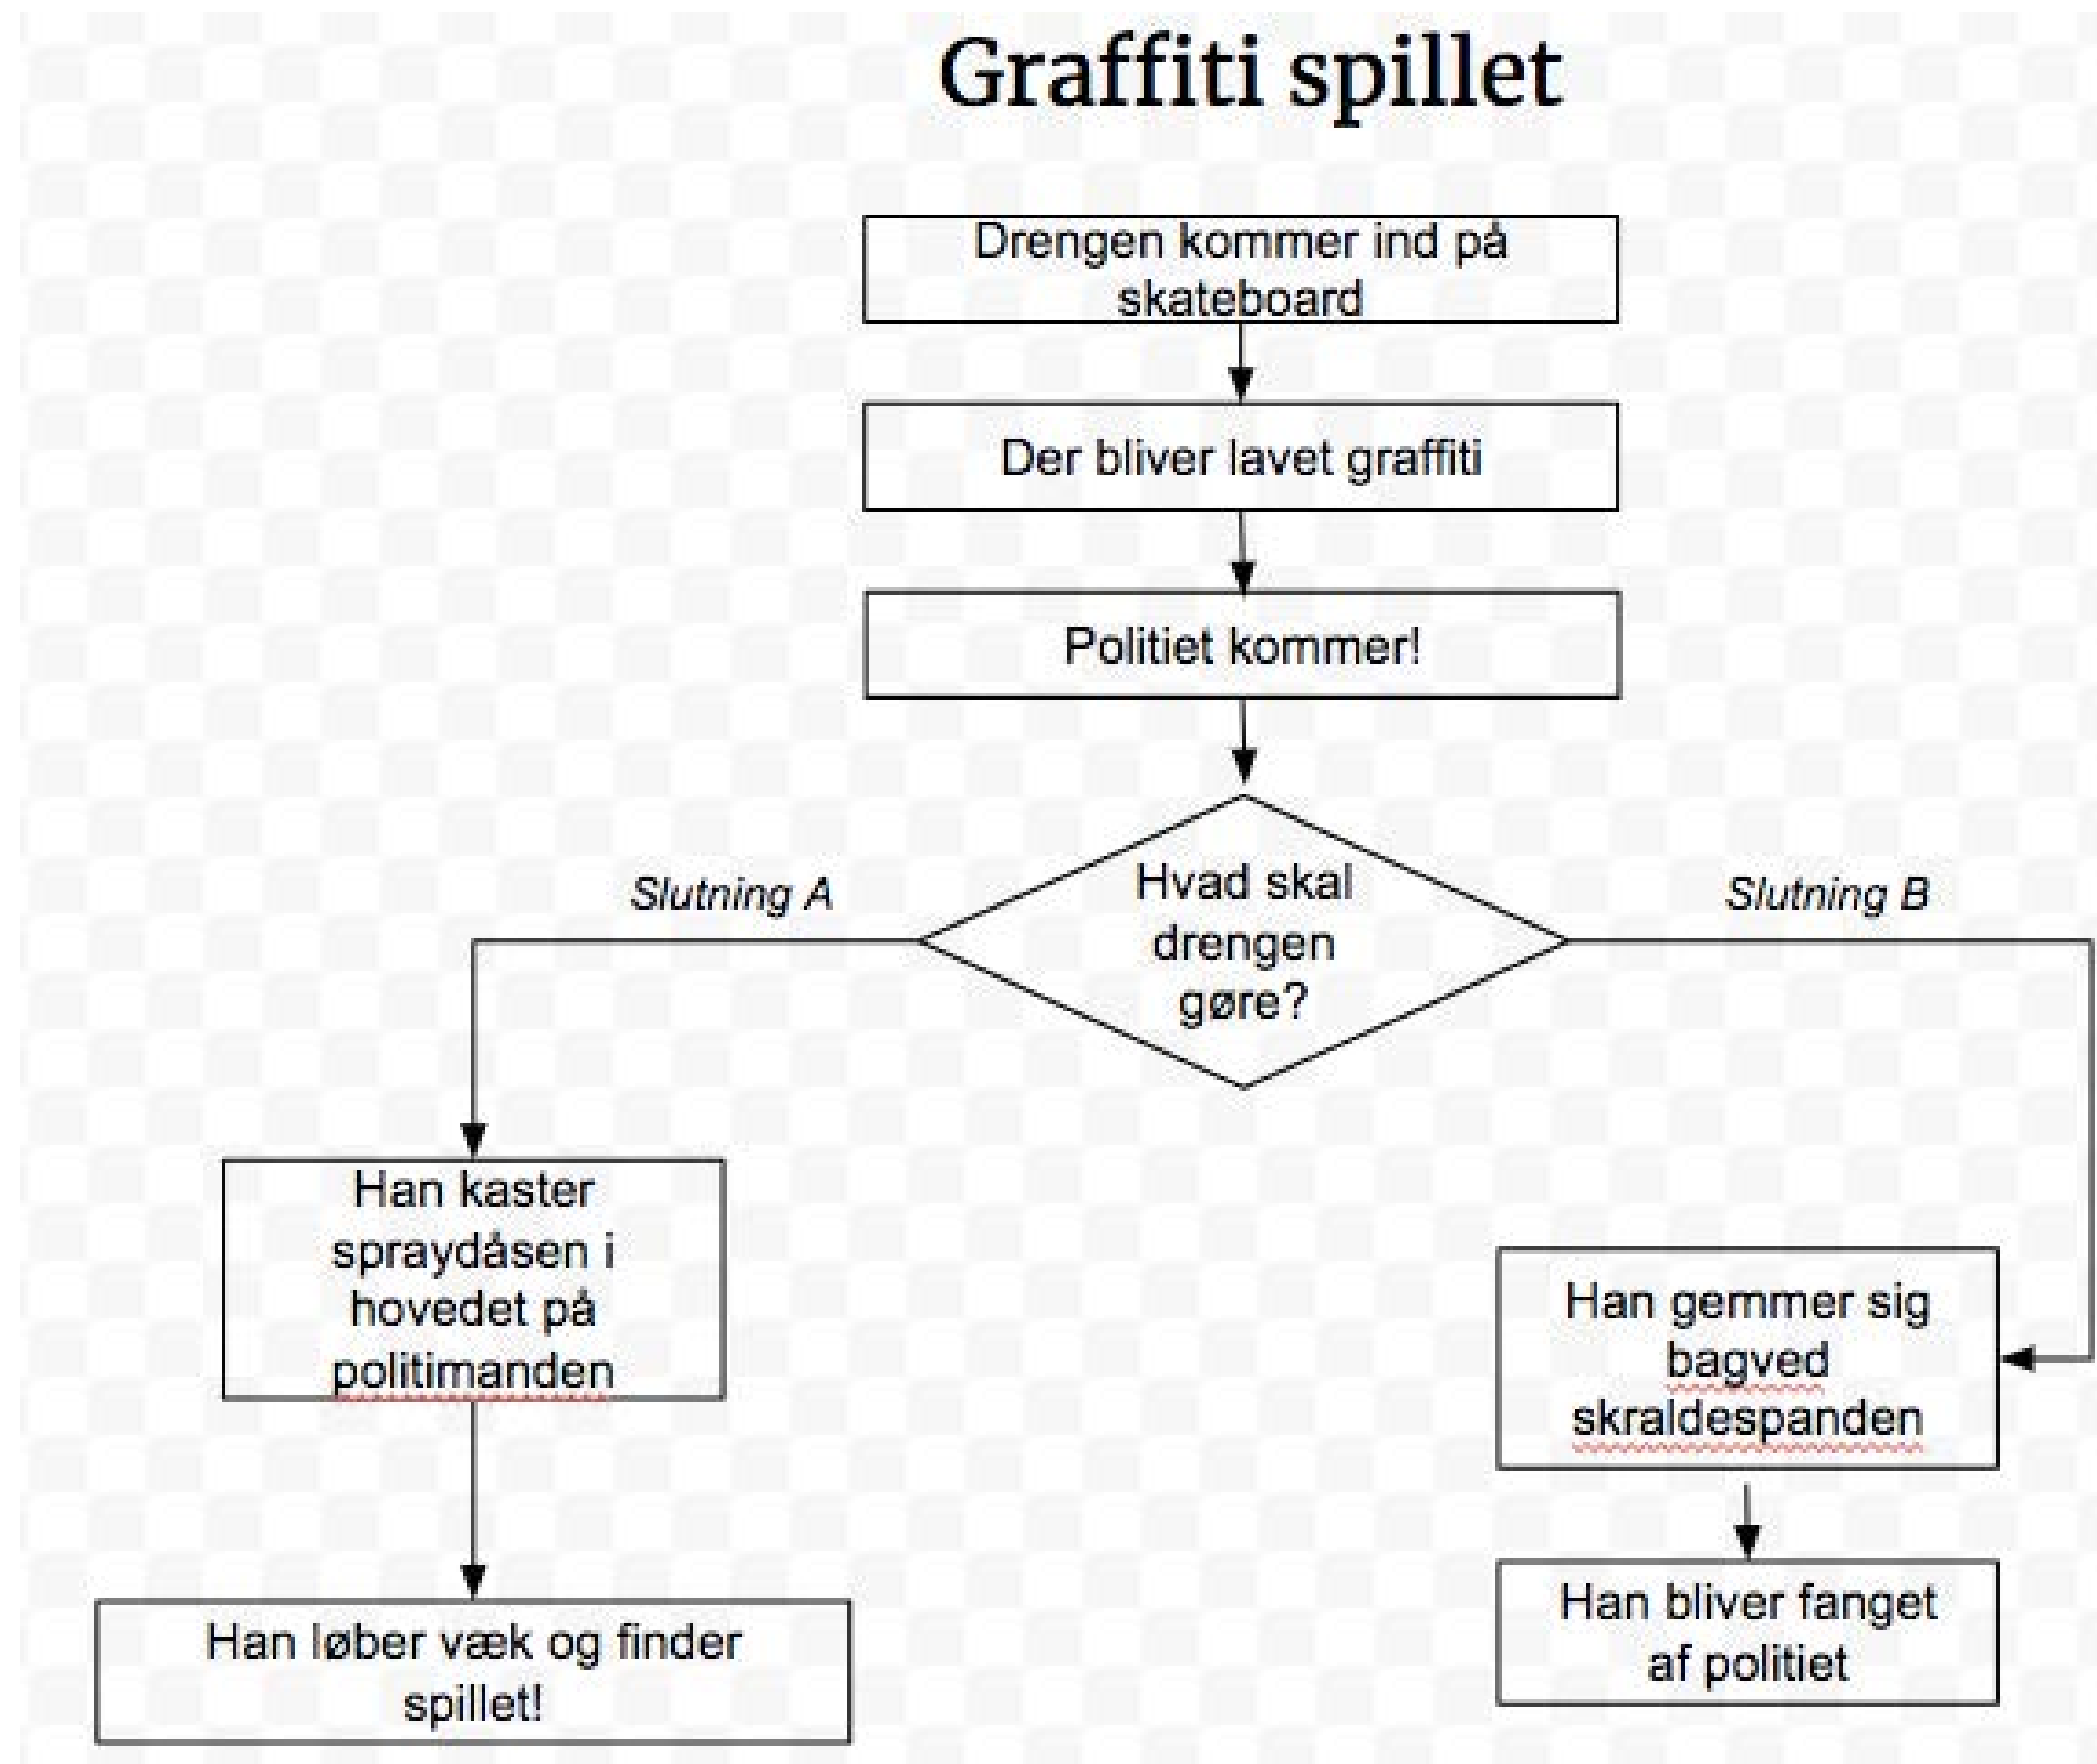 Graffiti spillet
Drengen kommer ind på
skateboard
Der bliver lavet graffiti
Politiet kommer!
Hvad skal
drengen
gøre?
Slutning A
Slutning B
Han kaster
spraydåsen i
hovedet på
politimanden
Han løber væk og finder
spillet!
Han gemmer sig
bagved
skraldespanden
Han bliver fanget
af politiet